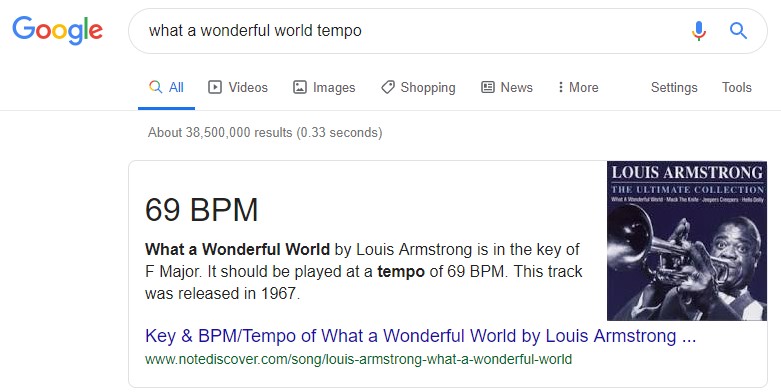 Google
what a wonderful world tempo
All Videos Images Shopping News More Settings Tools
About 38,500,000 results (0.33 seconds)
LOUIS ARMSTRONG
THE ULTIMATE COLLECTION
What A Wonderful World · Mack The Knife · Jeepers Creepers · Hello Dolly
69 BPM
What a Wonderful World by Louis Armstrong is in the key of
F Major. It should be played at a tempo of 69 BPM. This track
was released in 1967.
Key & BPM/Tempo of What a Wonderful World by Louis Armstrong ...
www.notediscover.com/song/louis-armstrong-what-a-wonderful-world